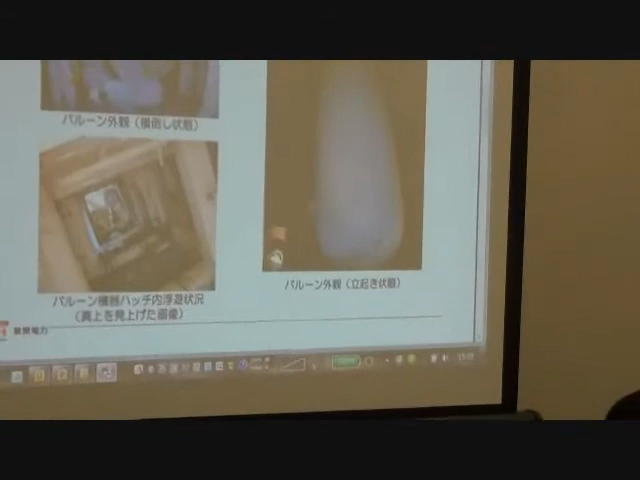 バルーン外観（横倒し状態）
バルーン機器ハッチ内浮遊状況
（真上を見上げた画像）
バルーン外観（立起き状態）
東京電力